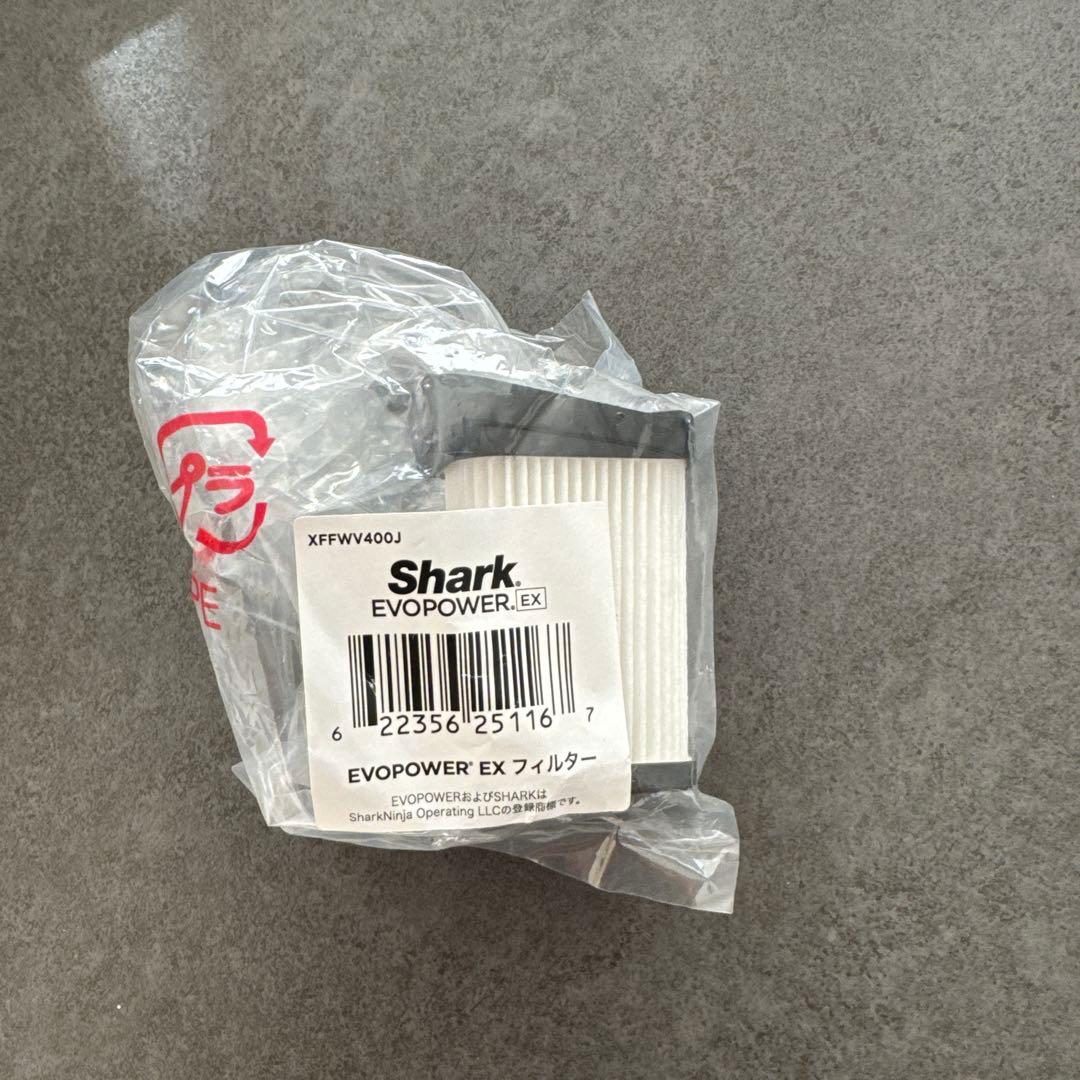 プラ
PE
XFFWV400J
Shark®
EVOPOWER® EX
6 22356 25116 7
EVOPOWER® EX フィルター
EVOPOWERおよびSHARKは
SharkNinja Operating LLCの登録商標です。